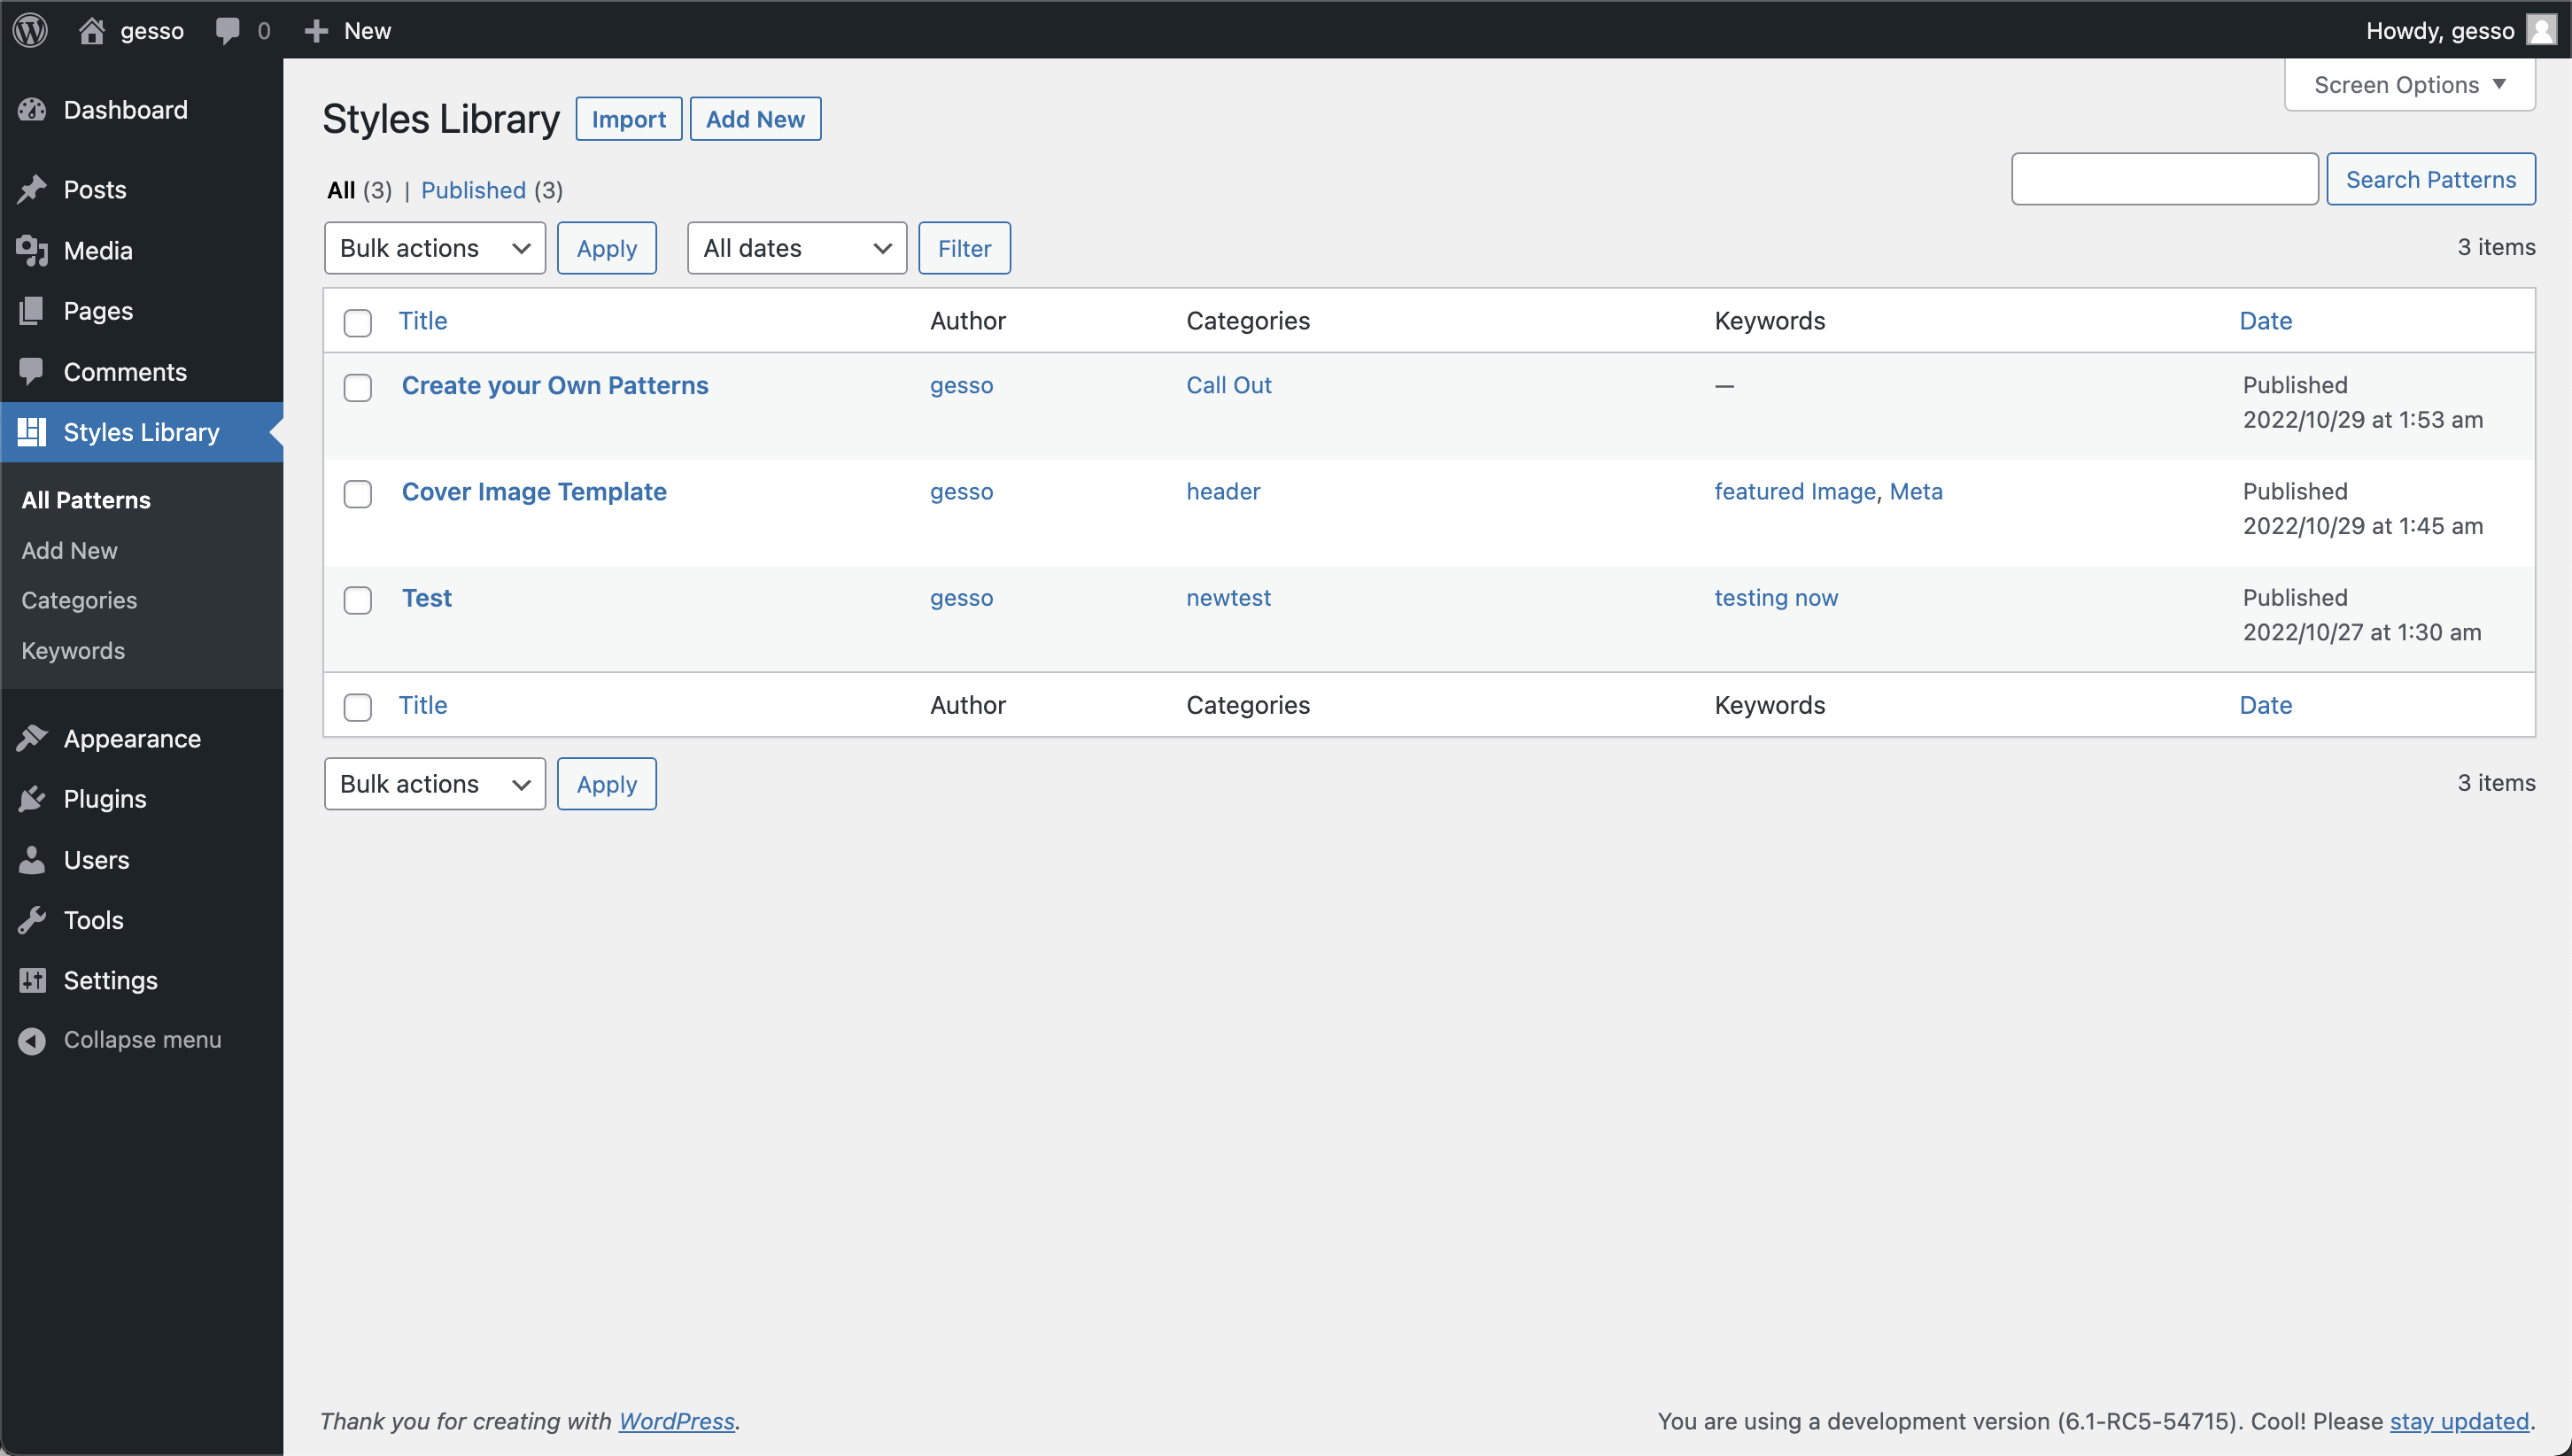 gesso 0 New Howdy, gesso
Screen Options
Dashboard
Posts
Media
Pages
Comments
Styles Library
All Patterns
Add New
Categories
Keywords
Appearance
Plugins
Users
Tools
Settings
Collapse menu
Styles Library Import Add New
All (3) | Published (3)
Search Patterns
Bulk actions Apply All dates Filter 3 items
Title Author Categories Keywords Date
Create your Own Patterns gesso Call Out — Published
2022/10/29 at 1:53 am
Cover Image Template gesso header featured Image, Meta Published
2022/10/29 at 1:45 am
Test gesso newtest testing now Published
2022/10/27 at 1:30 am
Title Author Categories Keywords Date
Bulk actions Apply 3 items
Thank you for creating with WordPress. You are using a development version (6.1-RC5-54715). Cool! Please stay updated.